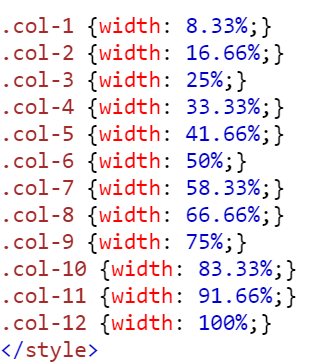 .col-1 {width: 8.33%;}
.col-2 {width: 16.66%;}
.col-3 {width: 25%;}
.col-4 {width: 33.33%;}
.col-5 {width: 41.66%;}
.col-6 {width: 50%;}
.col-7 {width: 58.33%;}
.col-8 {width: 66.66%;}
.col-9 {width: 75%;}
.col-10 {width: 83.33%;}
.col-11 {width: 91.66%;}
.col-12 {width: 100%;}
</style>